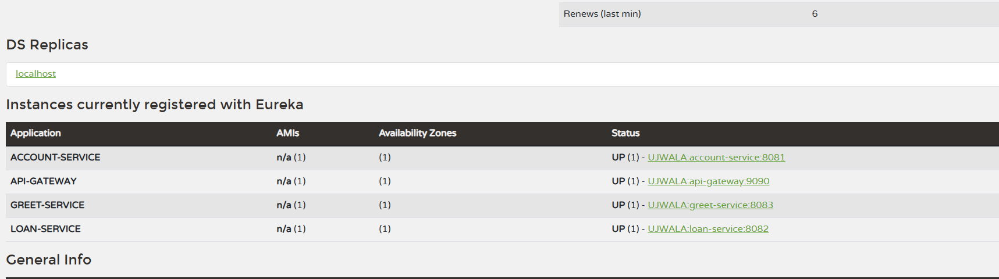 Renews (last min) 6
DS Replicas
localhost
Instances currently registered with Eureka
Application AMIs Availability Zones Status
ACCOUNT-SERVICE n/a (1) (1) UP (1) - UJWALA:account-service:8081
API-GATEWAY n/a (1) (1) UP (1) - UJWALA:api-gateway:9090
GREET-SERVICE n/a (1) (1) UP (1) - UJWALA:greet-service:8083
LOAN-SERVICE n/a (1) (1) UP (1) - UJWALA:loan-service:8082
General Info